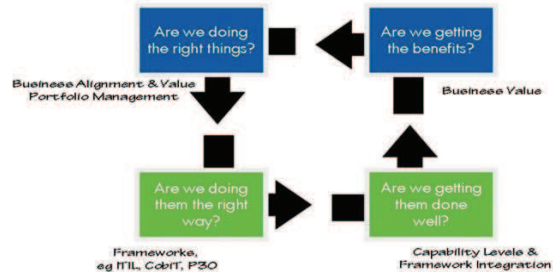 Are we doing
the right things?
Are we getting
the benefits?
Business Alignment & Value
Portfolio Management
Business Value
Are we doing
them the right
way?
Are we getting
them done
well?
Frameworks,
eg ITIL, CobiT, P3O
Capability Levels &
Framework Integration